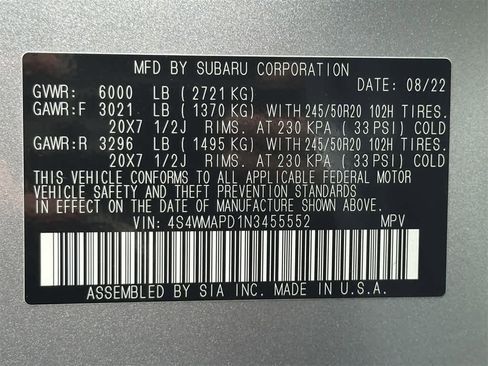 MFD BY SUBARU CORPORATION
DATE: 08/22
GVWR: 6000 LB ( 2721 KG)
GAWR:F 3021 LB ( 1370 KG) WITH 245/50R20 102H TIRES.
20X7 1/2J RIMS. AT 230 KPA ( 33 PSI) COLD
GAWR:R 3296 LB ( 1495 KG) WITH 245/50R20 102H TIRES.
20X7 1/2J RIMS. AT 230 KPA ( 33 PSI) COLD
THIS VEHICLE CONFORMS TO ALL APPLICABLE FEDERAL MOTOR
VEHICLE SAFETY AND THEFT PREVENTION STANDARDS
IN EFFECT ON THE DATE OF MANUFACTURE SHOWN ABOVE.
VIN: 4S4WMAPD1N3455552 MPV
ASSEMBLED BY SIA INC. MADE IN U.S.A.